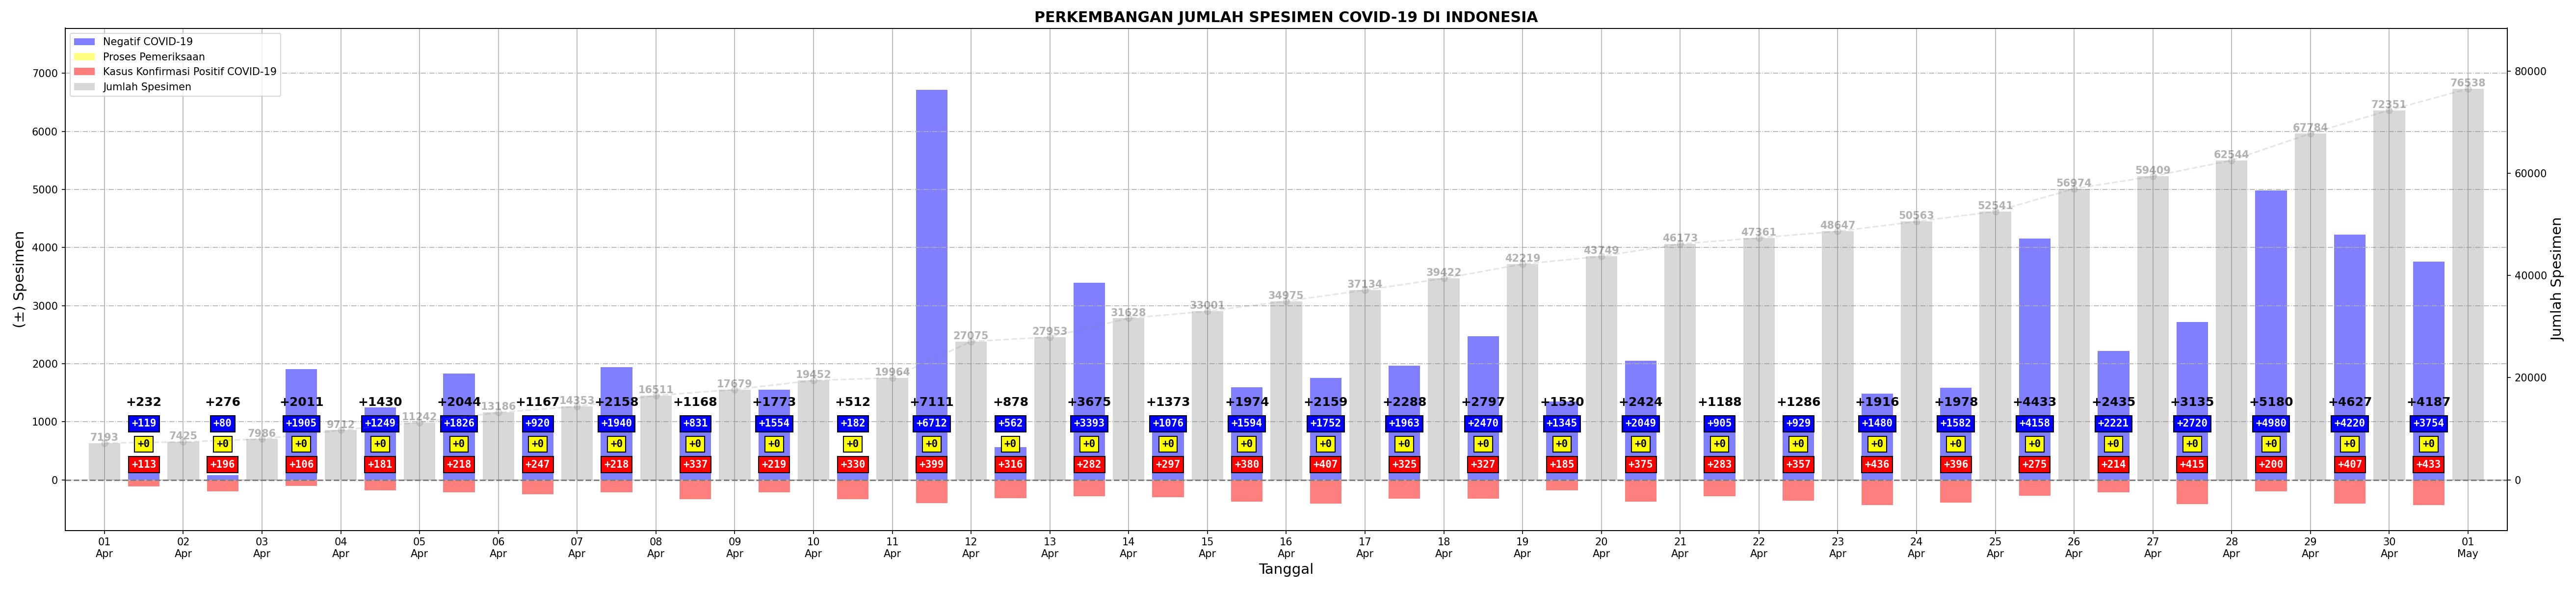 PERKEMBANGAN JUMLAH SPESIMEN COVID-19 DI INDONESIA
Negatif COVID-19
Proses Pemeriksaan
Kasus Konfirmasi Positif COVID-19
Jumlah Spesimen
(±) Spesimen
7000
6000
5000
4000
3000
2000
1000
0
80000
60000
40000
20000
0
Jumlah Spesimen
7193 7425 7986 9712 11242 13186 14353 16511 17679 19452 19964 27075 27953 31628 33001 34975 37134 39422 42219 43749 46173 47361 48647 50563 52541 56974 59409 62544 67784 72351 76538
+232 +276 +2011 +1430 +2044 +1167 +2158 +1168 +1773 +512 +7111 +878 +3675 +1373 +1974 +2159 +2288 +2797 +1530 +2424 +1188 +1286 +1916 +1978 +4433 +2435 +3135 +5180 +4627 +4187
+119 +80 +1905 +1249 +1826 +920 +1940 +831 +1554 +182 +6712 +562 +3393 +1076 +1594 +1752 +1963 +2470 +1345 +2049 +905 +929 +1480 +1582 +4158 +2221 +2720 +4980 +4220 +3754
+0 +0 +0 +0 +0 +0 +0 +0 +0 +0 +0 +0 +0 +0 +0 +0 +0 +0 +0 +0 +0 +0 +0 +0 +0 +0 +0 +0 +0 +0
+113 +196 +106 +181 +218 +247 +218 +337 +219 +330 +399 +316 +282 +297 +380 +407 +325 +327 +185 +375 +283 +357 +436 +396 +275 +214 +415 +200 +407 +433
01 02 03 04 05 06 07 08 09 10 11 12 13 14 15 16 17 18 19 20 21 22 23 24 25 26 27 28 29 30 01
Apr Apr Apr Apr Apr Apr Apr Apr Apr Apr Apr Apr Apr Apr Apr Apr Apr Apr Apr Apr Apr Apr Apr Apr Apr Apr Apr Apr Apr Apr May
Tanggal